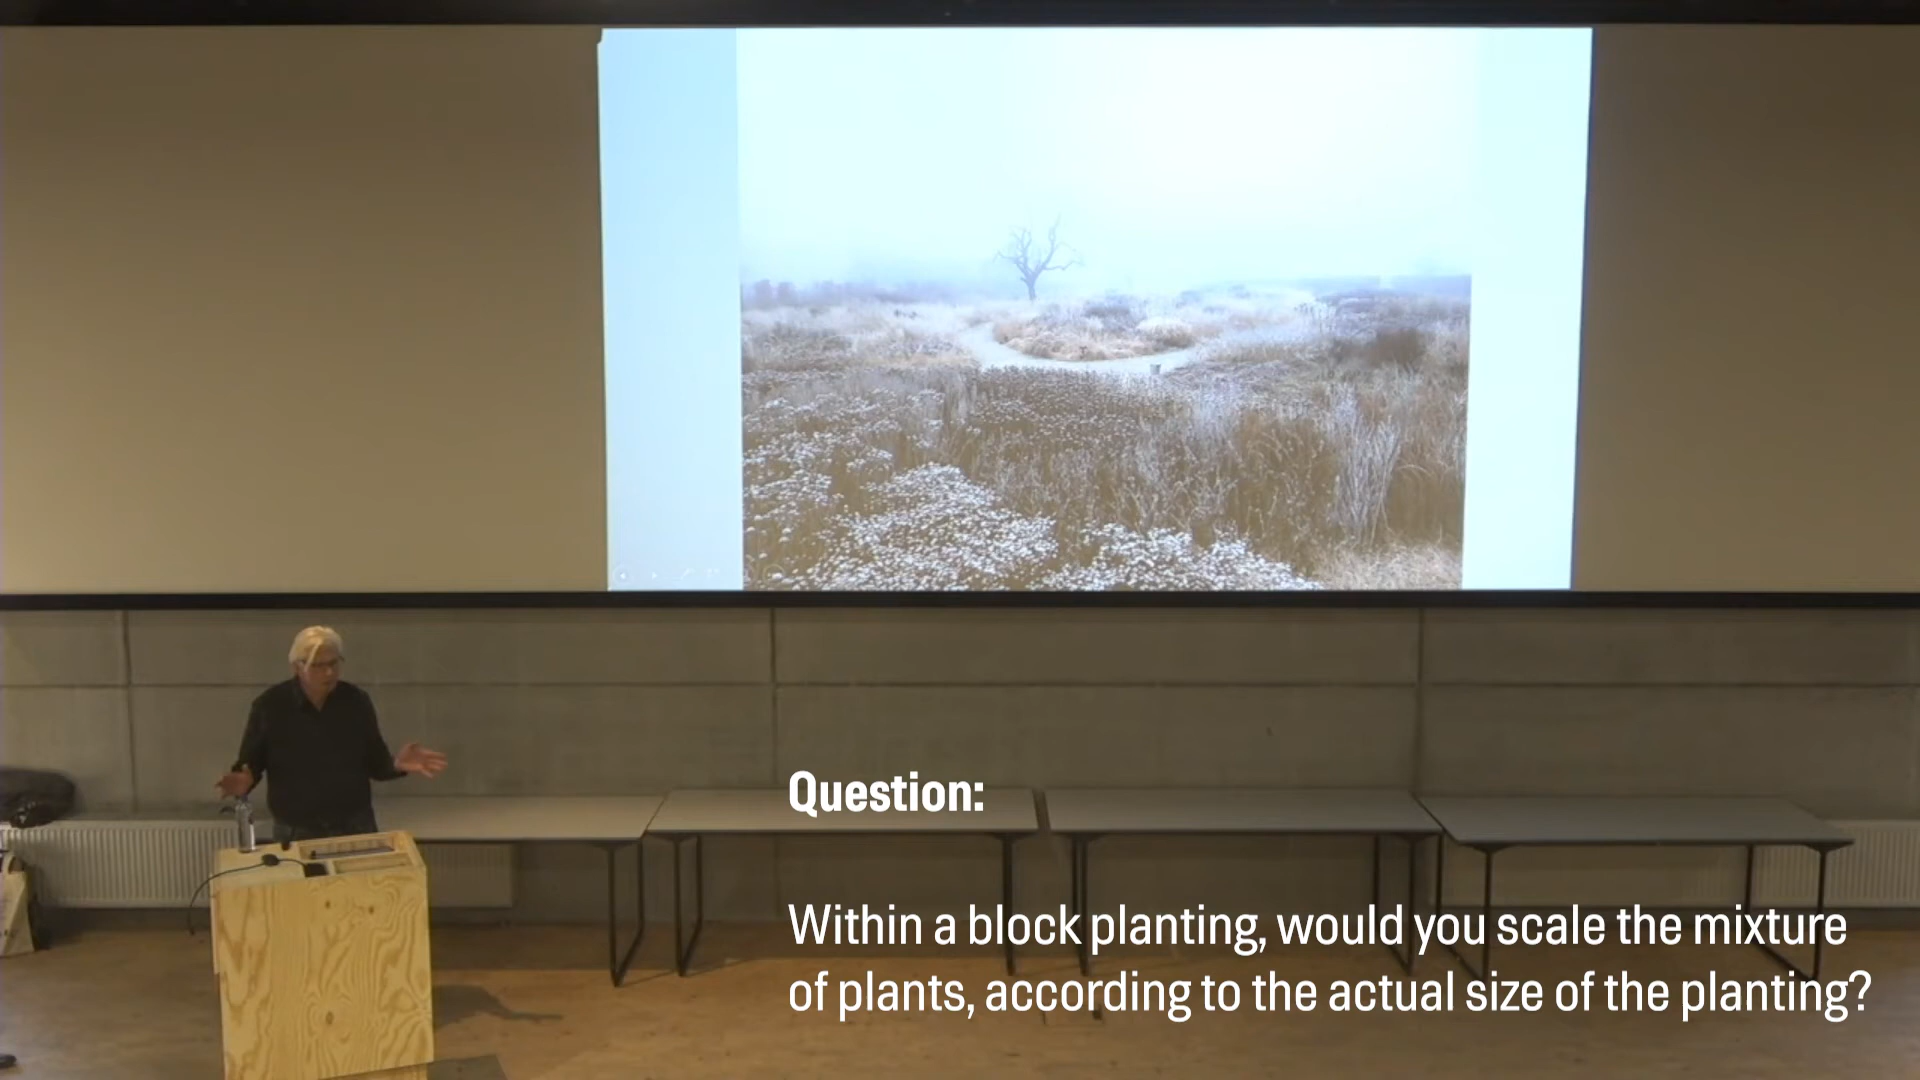 Question:
Within a block planting, would you scale the mixture
of plants, according to the actual size of the planting?